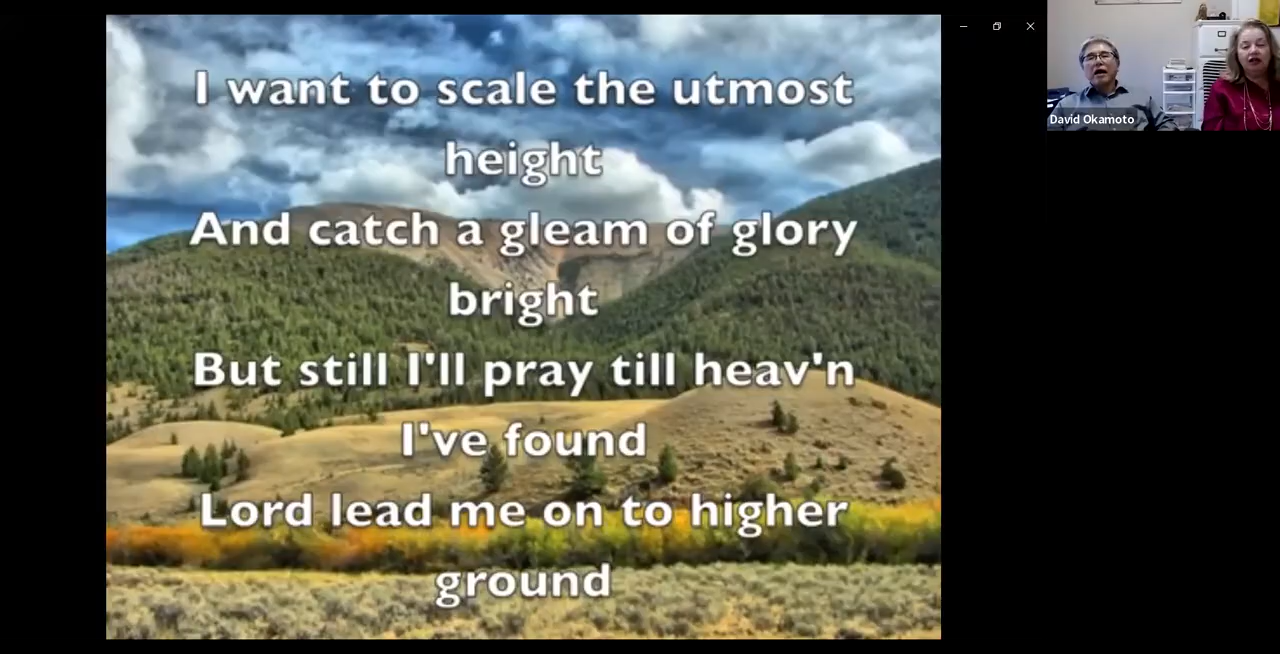 I want to scale the utmost
height
And catch a gleam of glory
bright
But still I'll pray till heav'n
I've found
Lord lead me on to higher
ground
David Okamoto